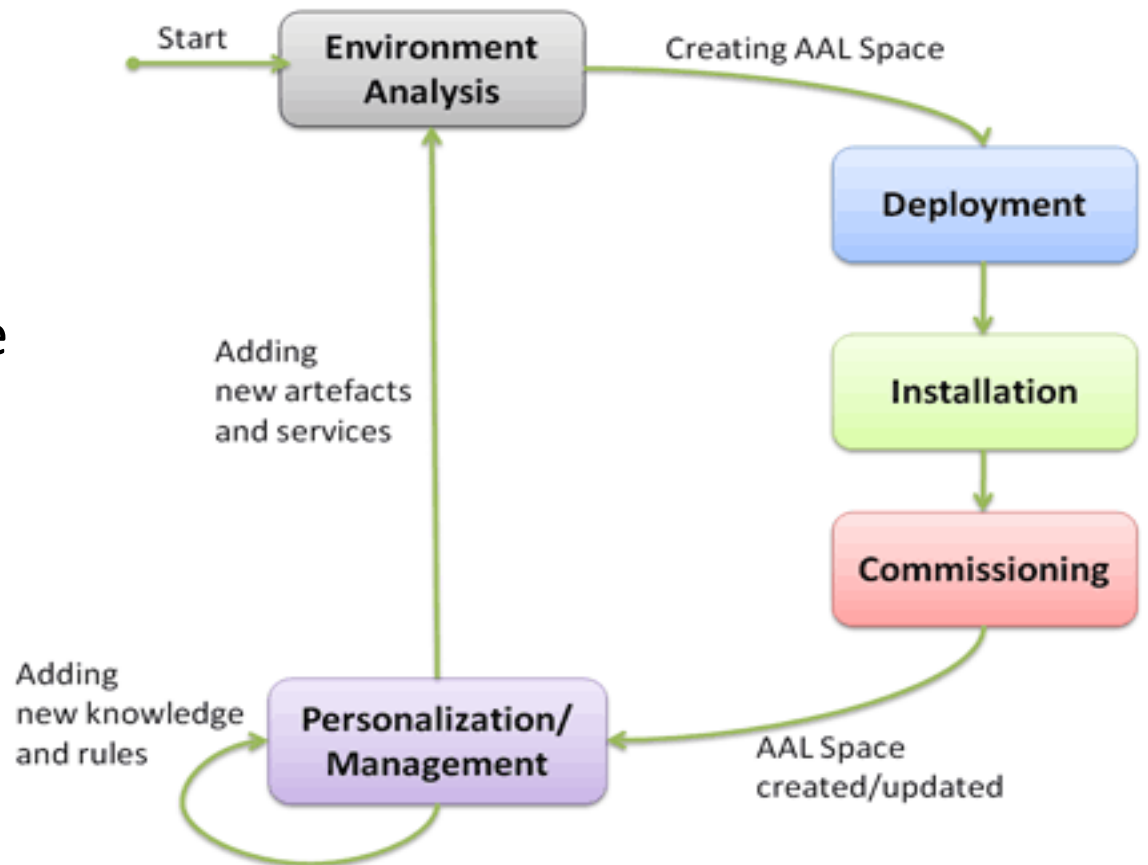 Start
Environment
Analysis
Creating AAL Space
Deployment
e
Adding
new artefacts
and services
Installation
Commissioning
Adding
new knowledge
and rules
Personalization/
Management
AAL Space
created/updated